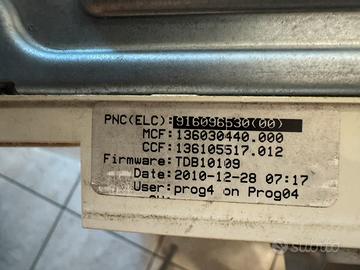 PNC(ELC):916096530(00)
MCF:136030440.000
CCF:136105517.012
Firmware:TDB10109
Date:2010-12-28 07:17
User:prog4 on Prog04
subito